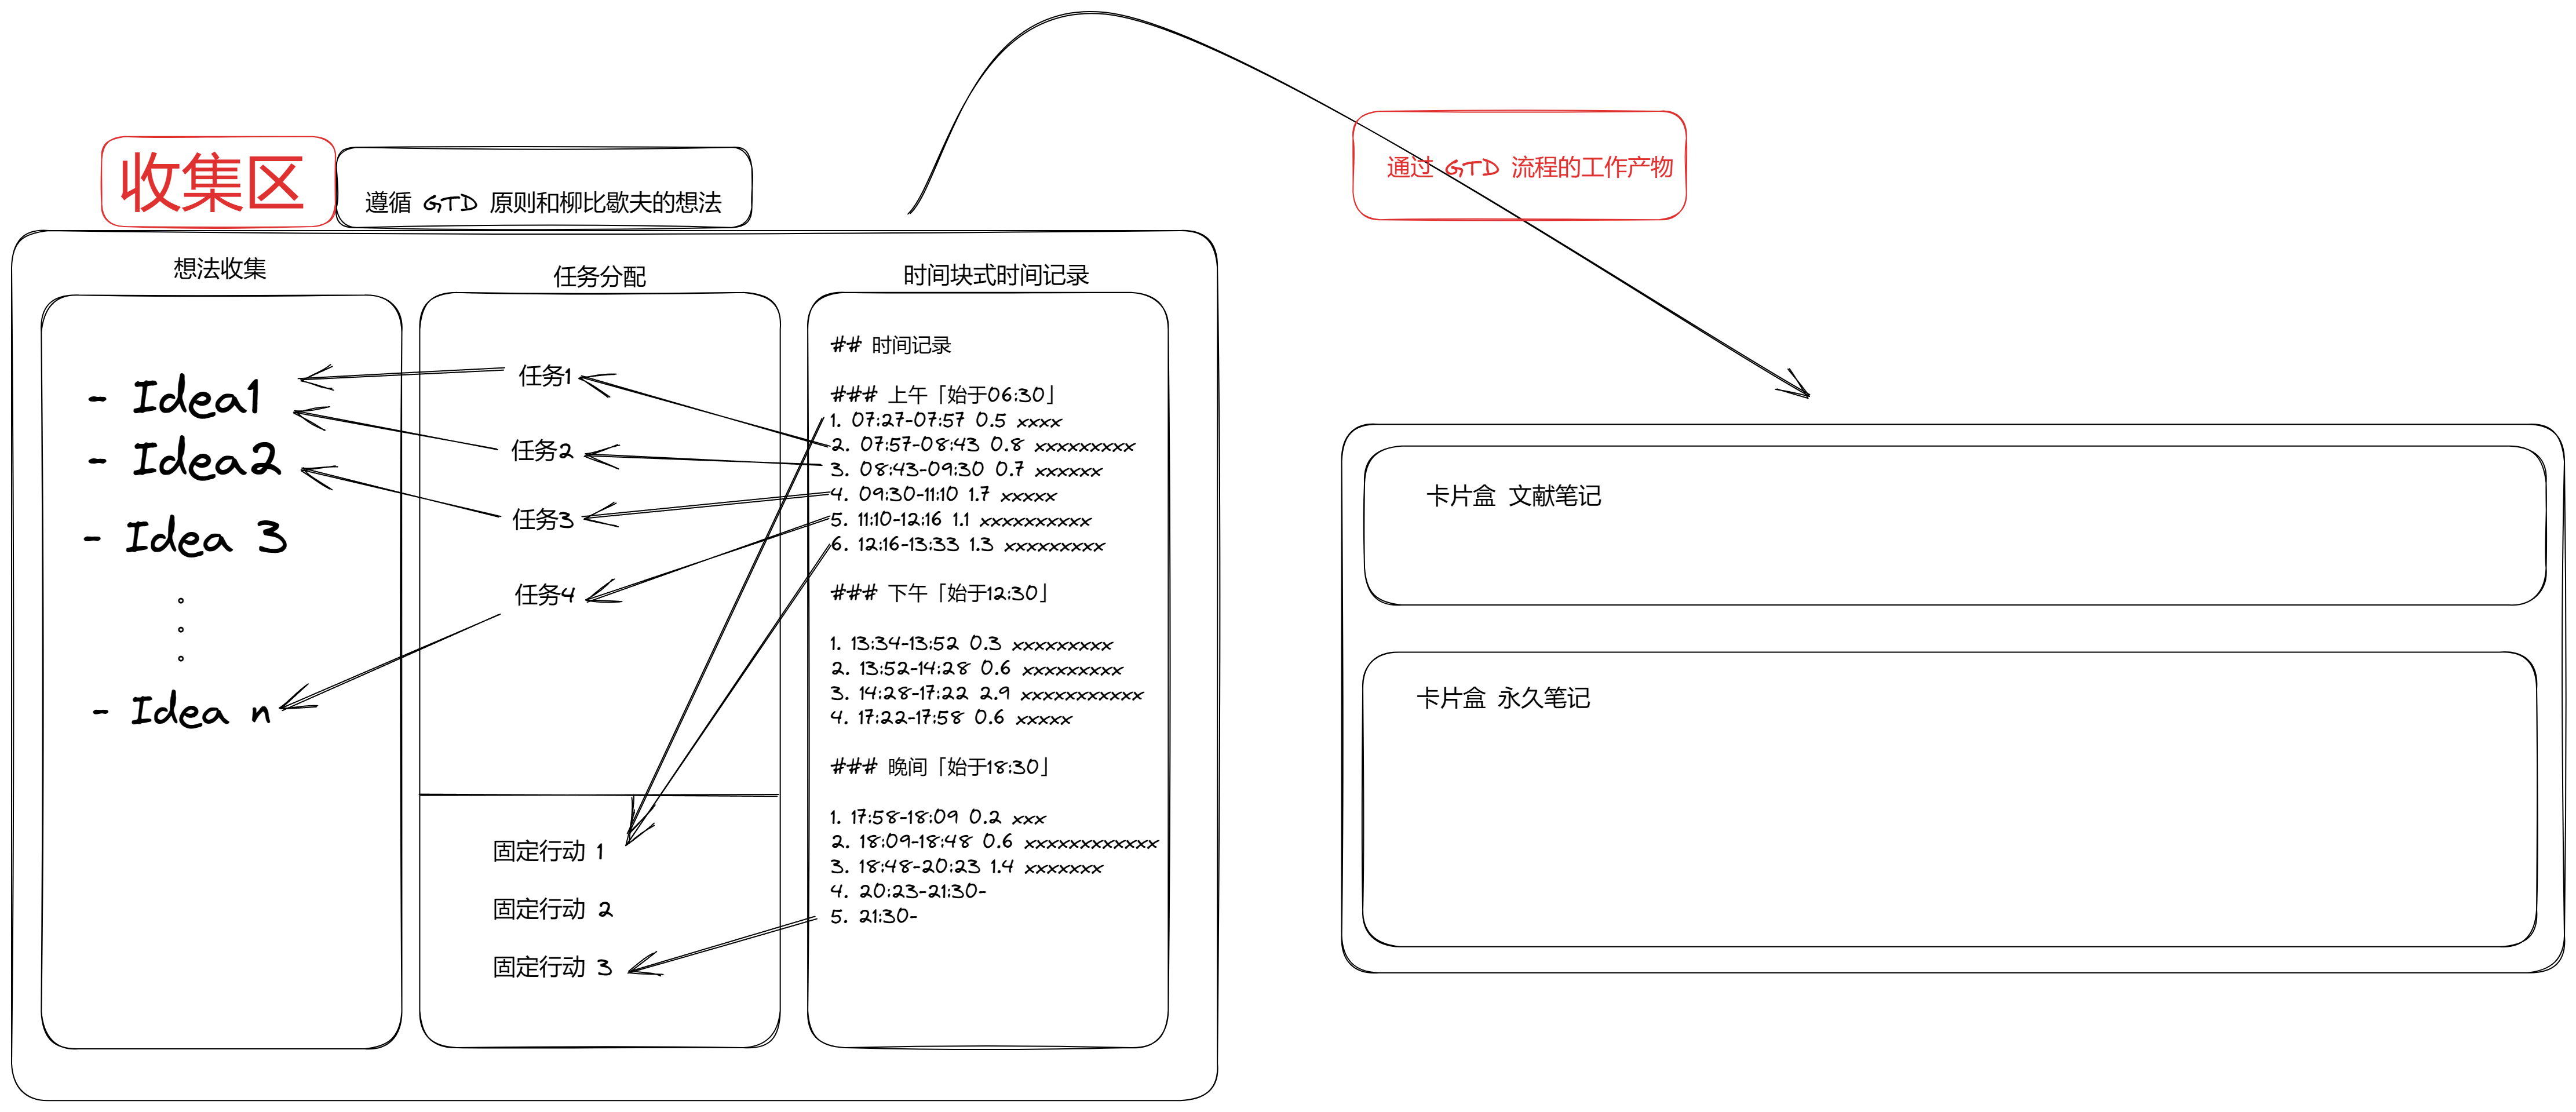 收集区
遵循 GTD 原则和柳比歇夫的想法
通过 GTD 流程的工作产物
想法收集
- Idea1
- Idea2
- Idea 3
- Idea n
任务分配
任务1
任务2
任务3
任务4
固定行动 1
固定行动 2
固定行动 3
时间块式时间记录
## 时间记录
### 上午「始于06:30」
1. 07:27-07:57 0.5 xxxx
2. 07:57-08:43 0.8 xxxxxxxxx
3. 08:43-09:30 0.7 xxxxxx
4. 09:30-11:10 1.7 xxxxx
5. 11:10-12:16 1.1 xxxxxxxxxx
6. 12:16-13:33 1.3 xxxxxxxxx
### 下午「始于12:30」
1. 13:34-13:52 0.3 xxxxxxxxx
2. 13:52-14:28 0.6 xxxxxxxxx
3. 14:28-17:22 2.9 xxxxxxxxxxx
4. 17:22-17:58 0.6 xxxxx
### 晚间「始于18:30」
1. 17:58-18:09 0.2 xxx
2. 18:09-18:48 0.6 xxxxxxxxxxxx
3. 18:48-20:23 1.4 xxxxxxx
4. 20:23-21:30-
5. 21:30-
卡片盒 文献笔记
卡片盒 永久笔记